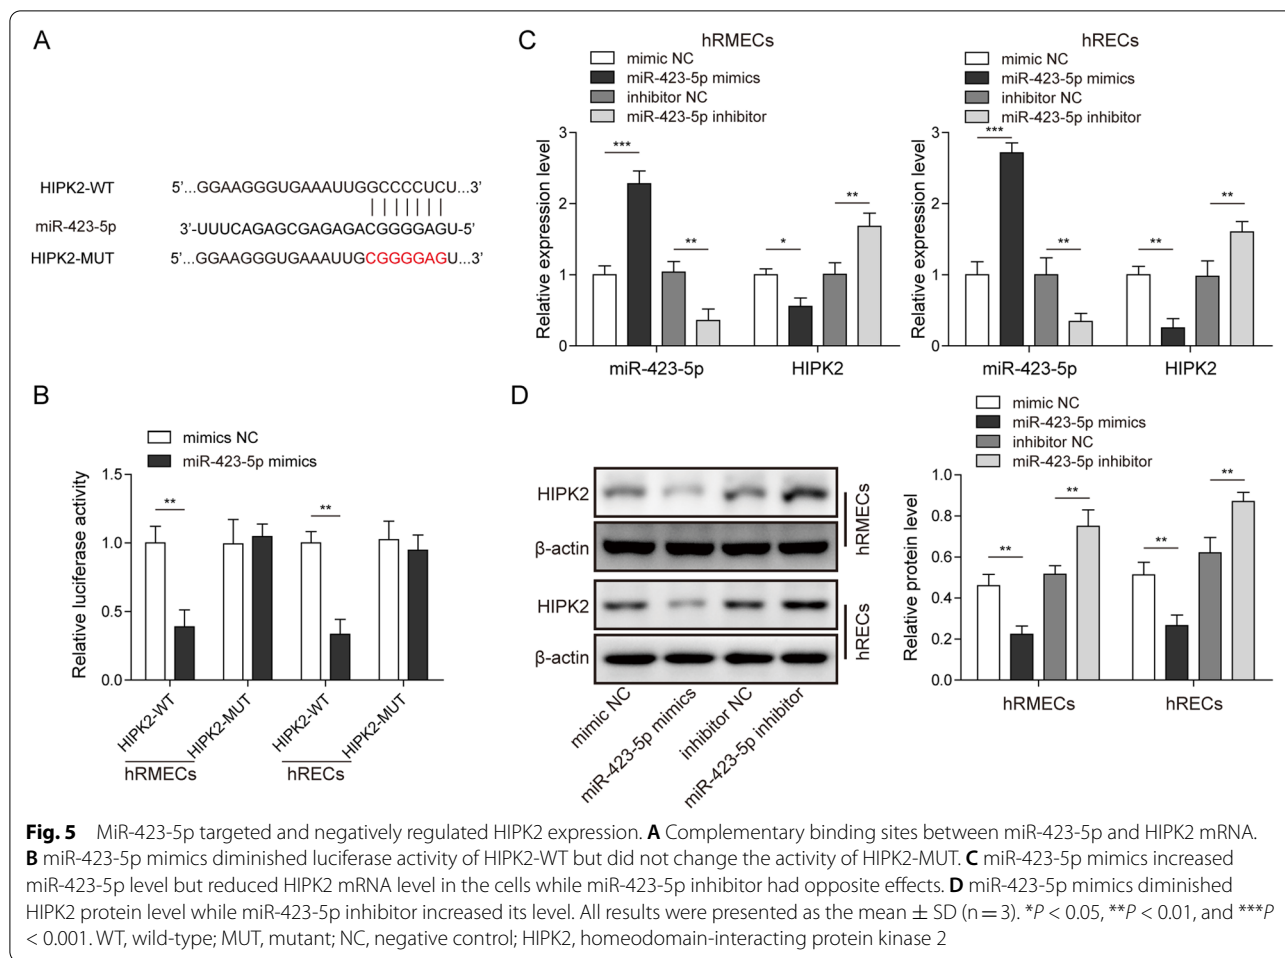 A
HIPK2-WT 5’...GGAAGGGUGAAAUUGGCCCCUCU...3’
miR-423-5p 3’-UUUCAGAGCGAGAGACGGGGAGU-5’
HIPK2-MUT 5’...GGAAGGGUGAAAUUGCGGGGAGU...3’
B
mimics NC
miR-423-5p mimics
Relative luciferase activity
1.5
1.0
0.5
0.0
** **
HIPK2-WT HIPK2-MUT HIPK2-WT HIPK2-MUT
hRMECs hRECs
C
hRMECs
mimic NC
miR-423-5p mimics
inhibitor NC
miR-423-5p inhibitor
Relative expression level
3
2
1
0
*** ** * **
miR-423-5p HIPK2
hRECs
mimic NC
miR-423-5p mimics
inhibitor NC
miR-423-5p inhibitor
Relative expression level
3
2
1
0
*** ** ** **
miR-423-5p HIPK2
D
HIPK2
β-actin
hRMECs
HIPK2
β-actin
hRECs
mimic NC miR-423-5p mimics inhibitor NC miR-423-5p inhibitor
mimic NC
miR-423-5p mimics
inhibitor NC
miR-423-5p inhibitor
Relative protein level
1.0
0.8
0.6
0.4
0.2
0.0
** ** ** **
hRMECs hRECs
Fig. 5 MiR-423-5p targeted and negatively regulated HIPK2 expression. A Complementary binding sites between miR-423-5p and HIPK2 mRNA.
B miR-423-5p mimics diminished luciferase activity of HIPK2-WT but did not change the activity of HIPK2-MUT. C miR-423-5p mimics increased
miR-423-5p level but reduced HIPK2 mRNA level in the cells while miR-423-5p inhibitor had opposite effects. D miR-423-5p mimics diminished
HIPK2 protein level while miR-423-5p inhibitor increased its level. All results were presented as the mean ± SD (n = 3). *P < 0.05, **P < 0.01, and ***P
< 0.001. WT, wild-type; MUT, mutant; NC, negative control; HIPK2, homeodomain-interacting protein kinase 2